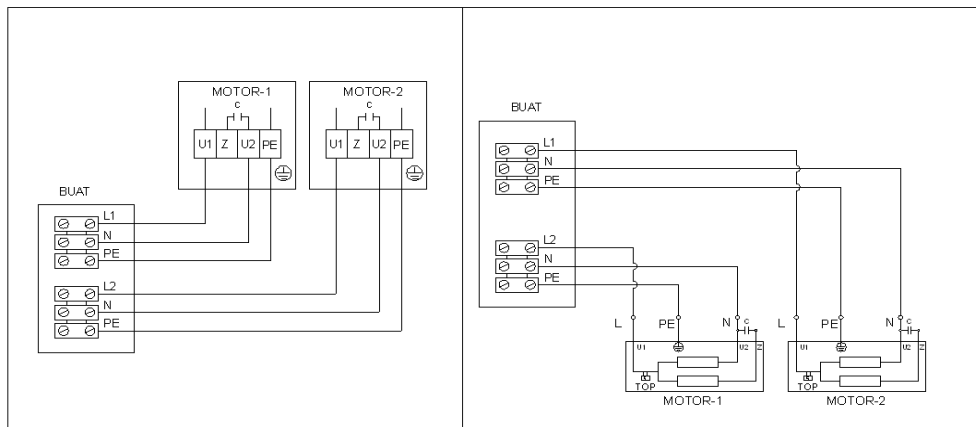 MOTOR-1
C
U1 Z U2 PE
MOTOR-2
C
U1 Z U2 PE
BUAT
L1
N
PE
L2
N
PE
BUAT
L1
N
PE
L2
N
PE
L PE N C
U1 U2 Z
TOP
MOTOR-1
L PE N C
U1 U2 Z
TOP
MOTOR-2